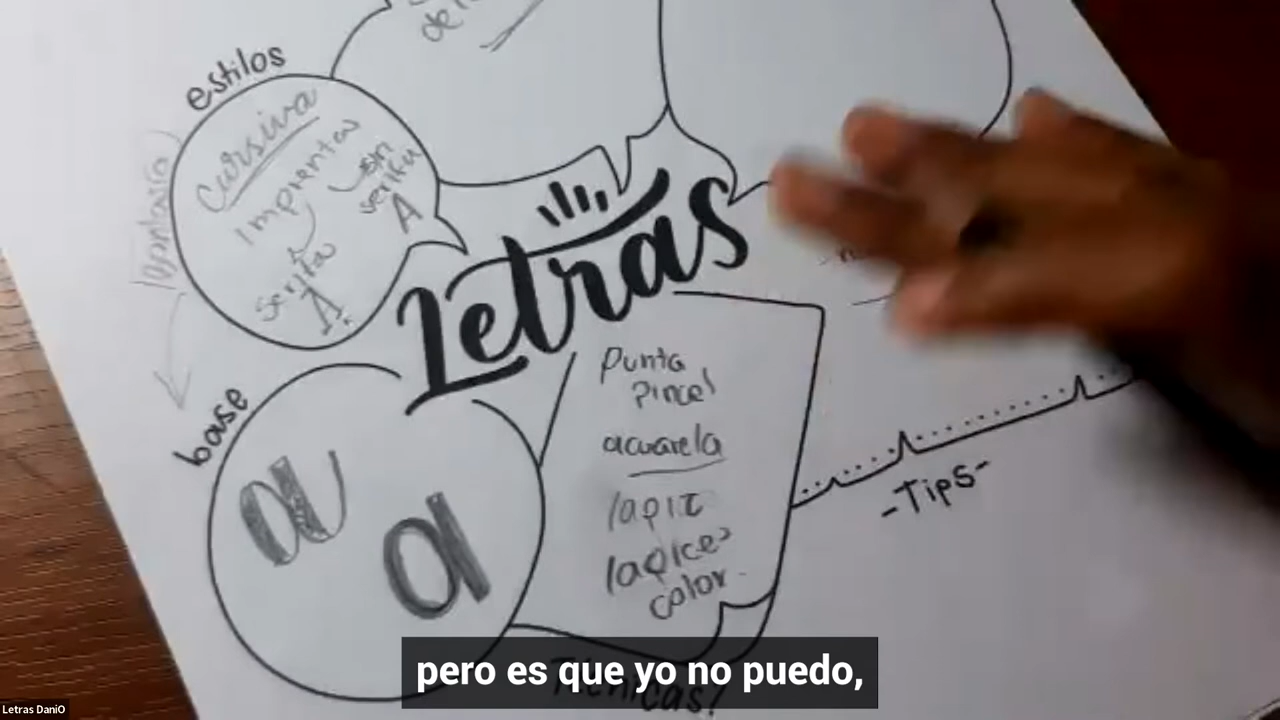 estilos
Cursiva
imprenta
sin
serifa
A
serifa
A
Letras
base
a
a
Punta
Pincel
acuarela
lapiz
lapices
color
-Tips-
Técnicas!
pero es que yo no puedo,
Letras DaniO